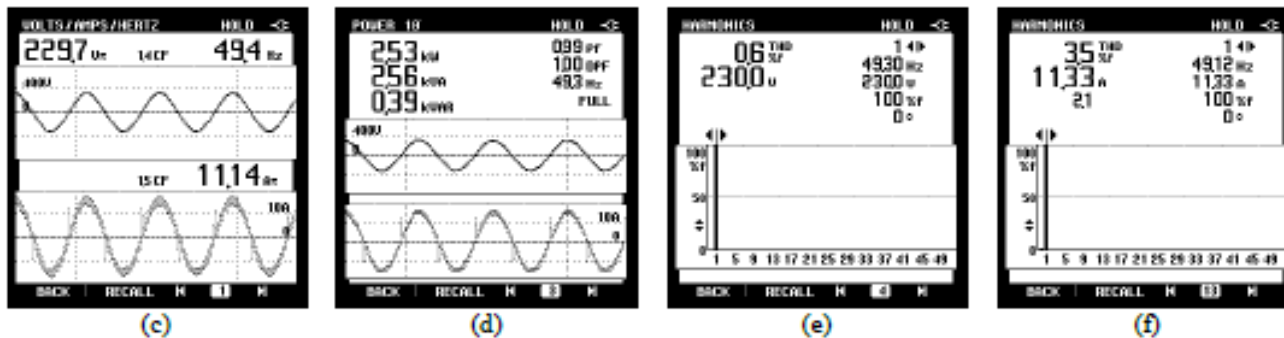 VOLTS/AMPS/HERTZ HOLD
229,7 V≂ 1,4 CF 49,4 Hz
400V
0
1,5 CF 11,14 A≂
10A
0
BACK RECALL 1
(c)
POWER 1Φ HOLD
2,53 kW 0,99 PF
2,56 kVA 1,00 DPF
0,39 kVAR 49,3 Hz
FULL
400V
0
10A
0
BACK RECALL 3
(d)
HARMONICS HOLD
0,6 THD %f 1
230,0 V 49,30 Hz
230,0 V
100 %f
0°
100
%f
50
0
1 5 9 13 17 21 25 29 33 37 41 45 49
BACK RECALL 4
(e)
HARMONICS HOLD
3,5 THD %f 1
11,33 A 49,12 Hz
2,1 11,33 A
100 %f
0°
100
%f
50
0
1 5 9 13 17 21 25 29 33 37 41 45 49
BACK RECALL
(f)